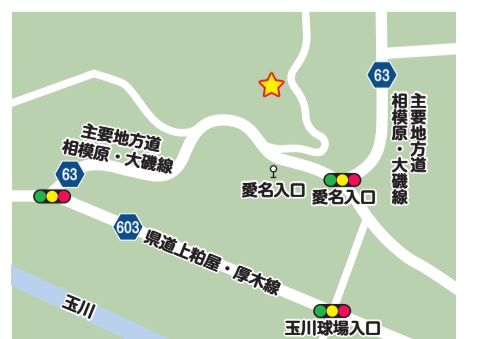 63
主要地方道
相模原・大磯線
主要地方道
相模原・大磯線
63
愛名入口
愛名入口
603
県道上粕屋・厚木線
玉川
玉川球場入口